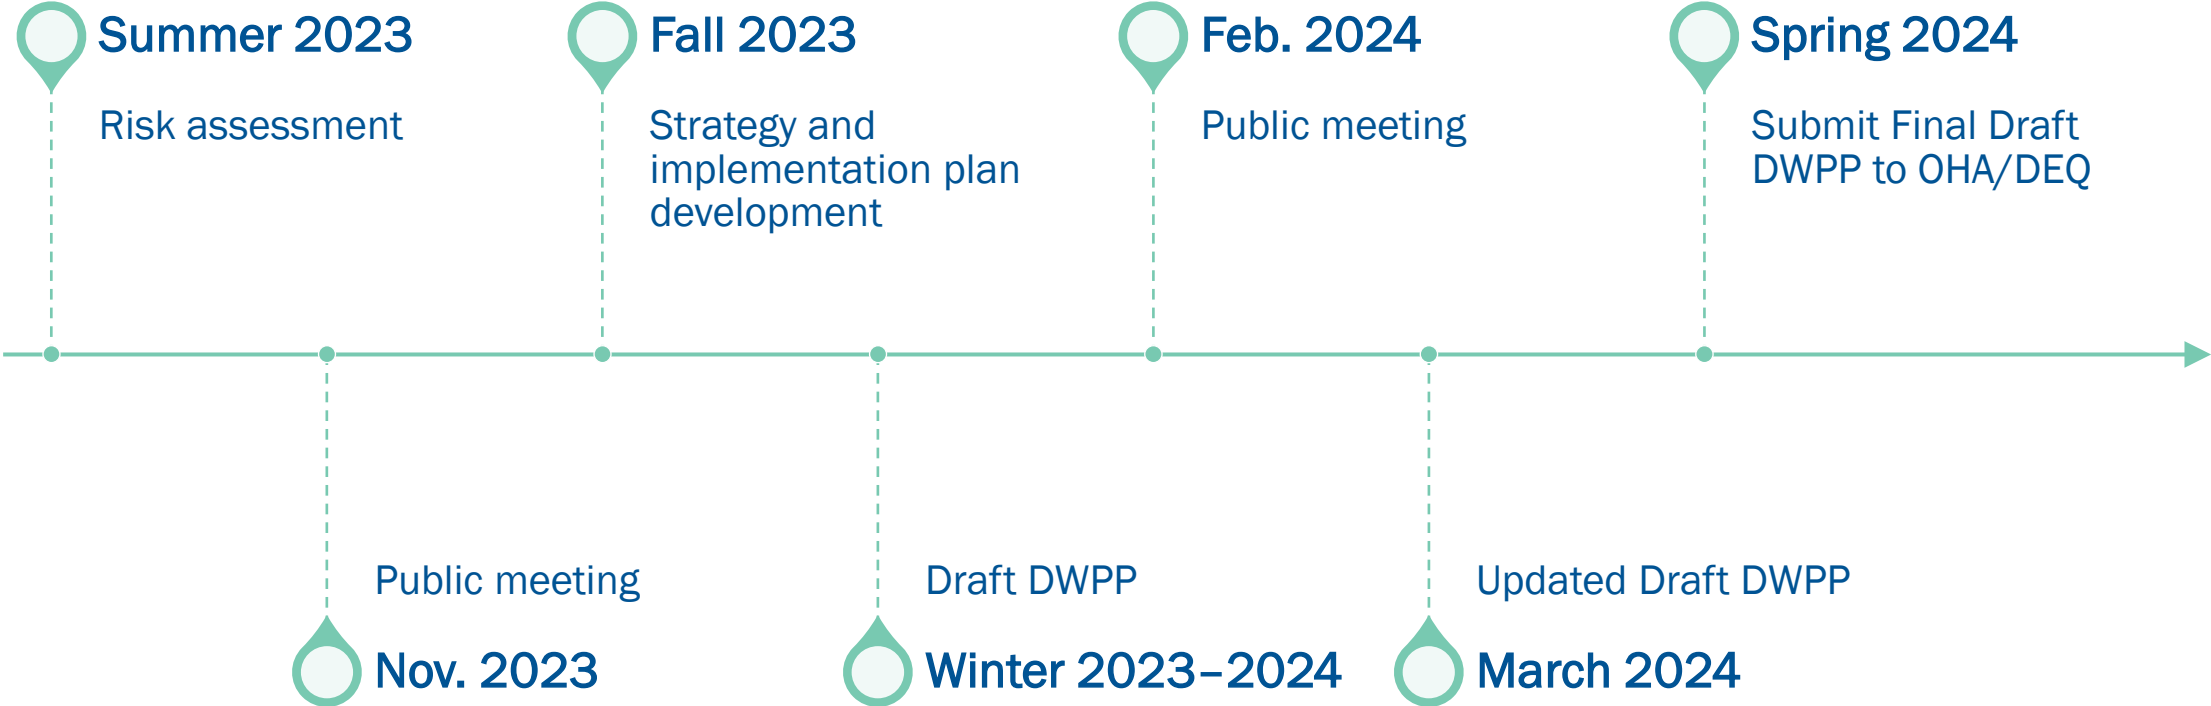 Summer 2023
Risk assessment
Fall 2023
Strategy and
implementation plan
development
Feb. 2024
Public meeting
Spring 2024
Submit Final Draft
DWPP to OHA/DEQ
Public meeting
Nov. 2023
Draft DWPP
Winter 2023–2024
Updated Draft DWPP
March 2024